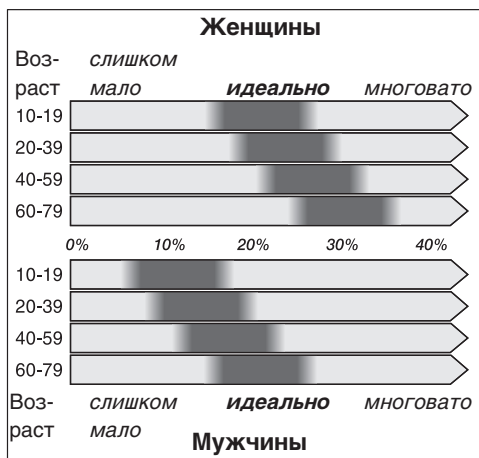 Женщины
Воз- слишком
раст мало идеально многовато
10-19
20-39
40-59
60-79
0% 10% 20% 30% 40%
10-19
20-39
40-59
60-79
Воз- слишком идеально многовато
раст мало
Мужчины